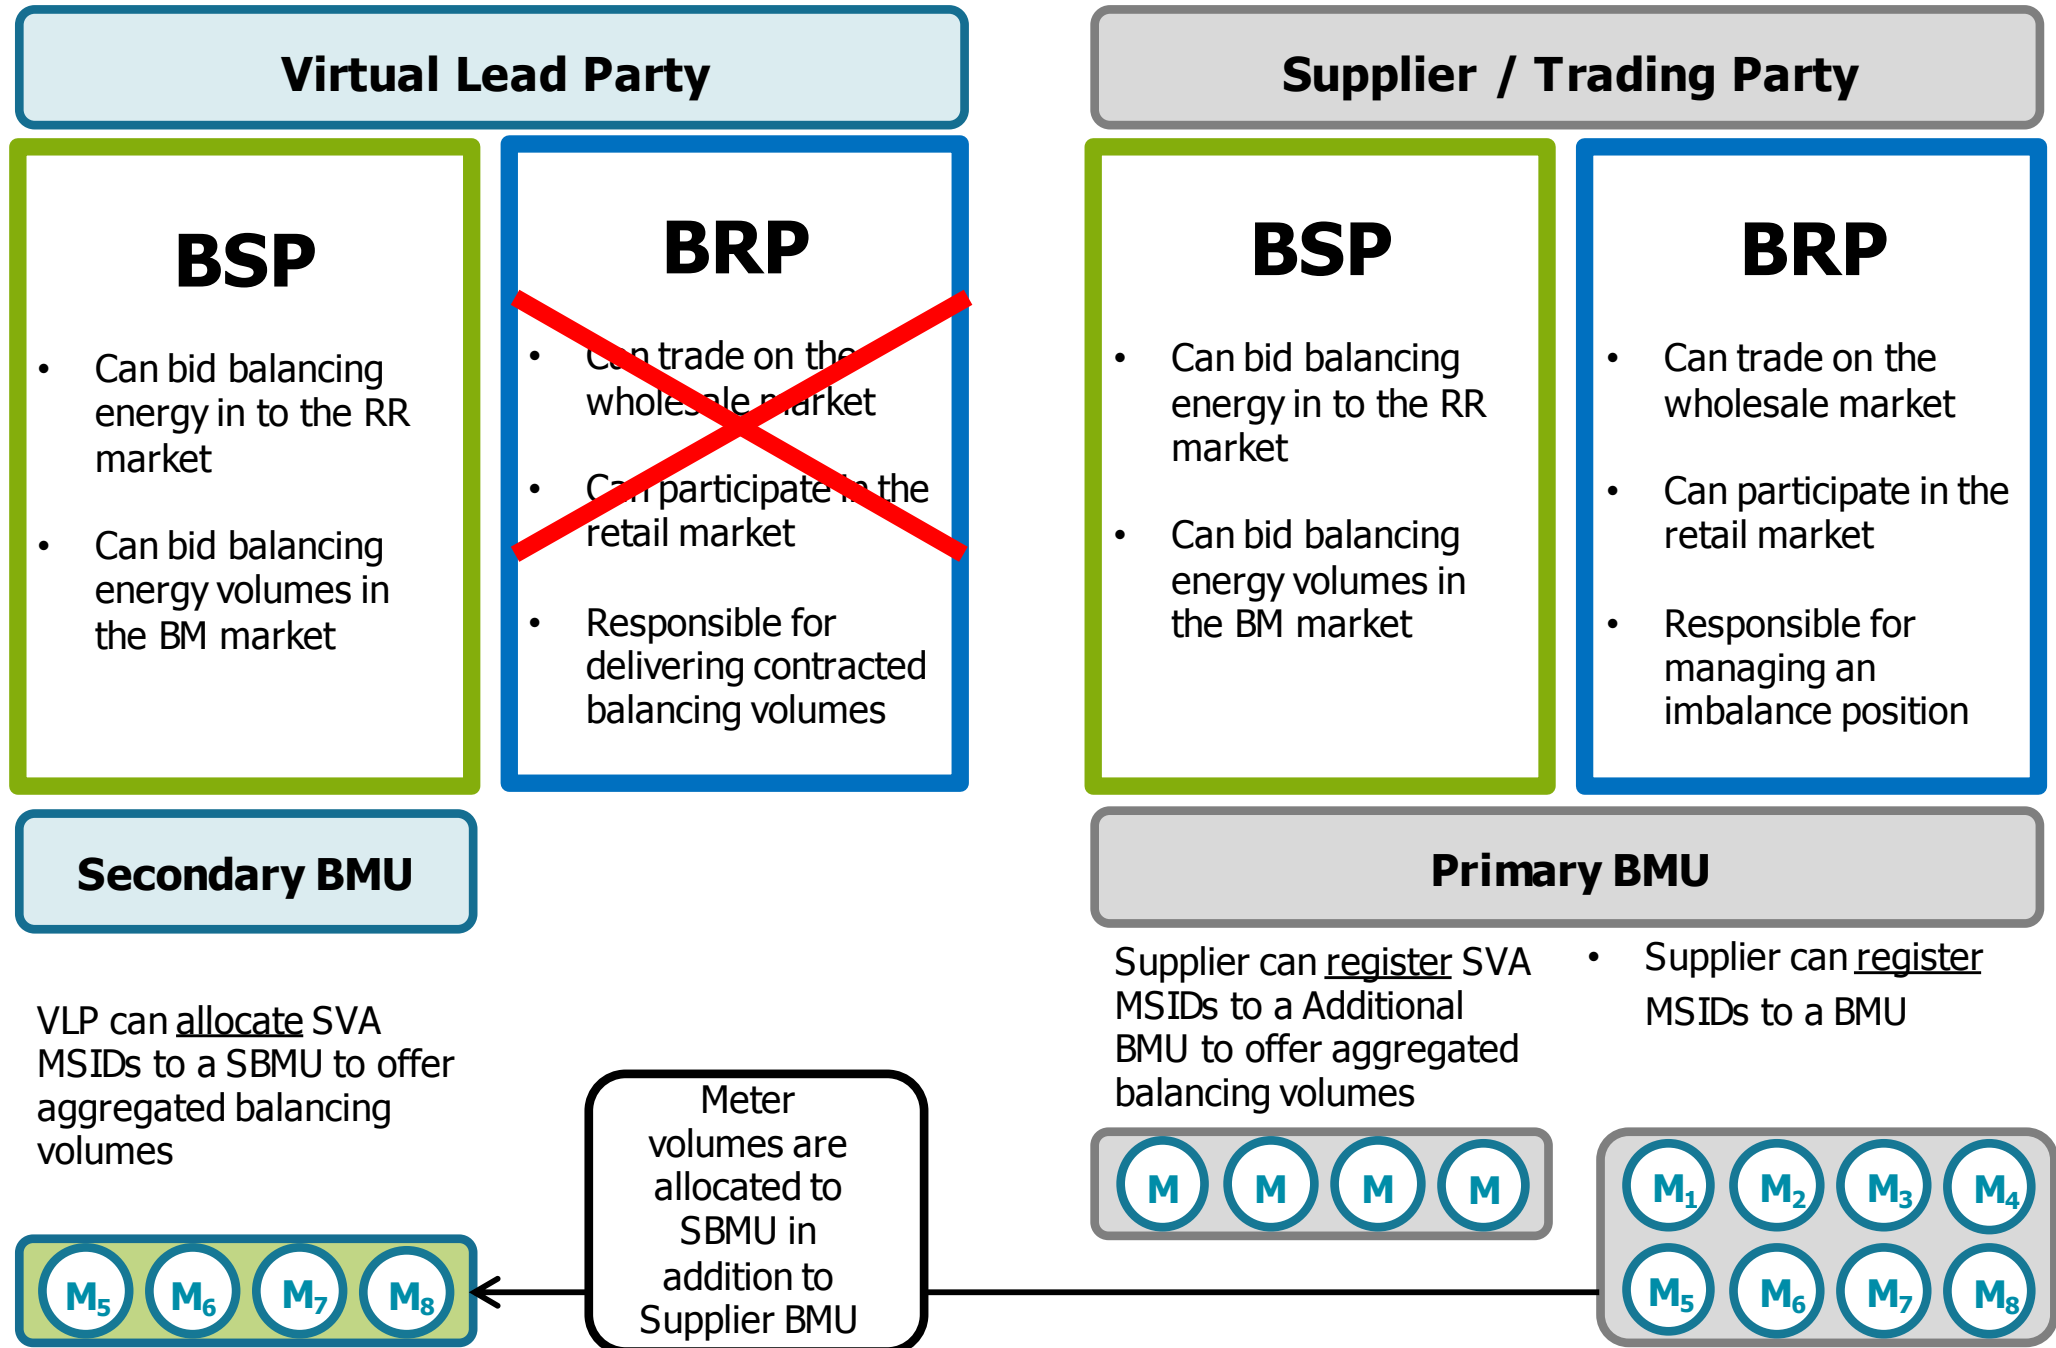 Virtual Lead Party
BSP
• Can bid balancing
energy in to the RR
market
• Can bid balancing
energy volumes in
the BM market
BRP
• Can trade on the
wholesale market
• Can participate in the
retail market
• Responsible for
delivering contracted
balancing volumes
Secondary BMU
VLP can allocate SVA
MSIDs to a SBMU to offer
aggregated balancing
volumes
M5 M6 M7 M8
Meter
volumes are
allocated to
SBMU in
addition to
Supplier BMU
Supplier / Trading Party
BSP
• Can bid balancing
energy in to the RR
market
• Can bid balancing
energy volumes in
the BM market
BRP
• Can trade on the
wholesale market
• Can participate in the
retail market
• Responsible for
managing an
imbalance position
Primary BMU
Supplier can register SVA
MSIDs to a Additional
BMU to offer aggregated
balancing volumes
M M M M
• Supplier can register
MSIDs to a BMU
M1 M2 M3 M4
M5 M6 M7 M8